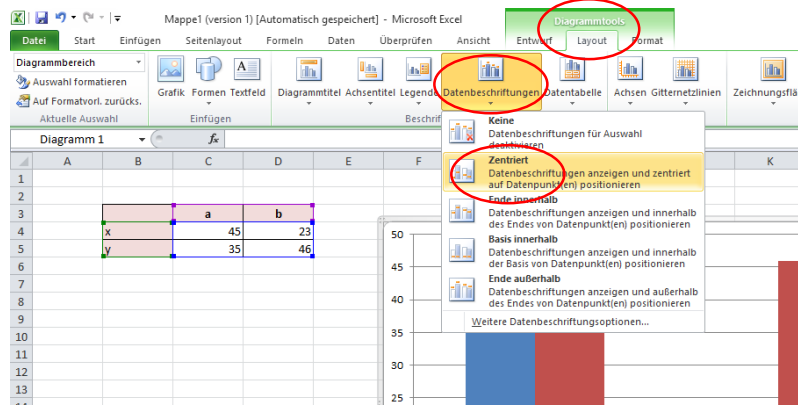 Mappe1 (version 1) [Automatisch gespeichert] - Microsoft Excel
Diagrammtools
Datei Start Einfügen Seitenlayout Formeln Daten Überprüfen Ansicht Entwurf Layout Format
Diagrammbereich
Auswahl formatieren
Auf Formatvorl. zurücks.
Aktuelle Auswahl
Grafik Formen Textfeld
Einfügen
Diagrammtitel Achsentitel Legende Datenbeschriftungen Datentabelle
Beschrif
Achsen Gitternetzlinien
Zeichnungsflä
Diagramm 1
fx
A B C D E F K
1
2
3 a b
4 x 45 23
5 y 35 46
6
7
8
9
10
11
12
13
14
Keine
Datenbeschriftungen für Auswahl
deaktivieren
Zentriert
Datenbeschriftungen anzeigen und zentriert
auf Datenpunkt(en) positionieren
Ende innerhalb
Datenbeschriftungen anzeigen und innerhalb
des Endes von Datenpunkt(en) positionieren
Basis innerhalb
Datenbeschriftungen anzeigen und innerhalb
der Basis von Datenpunkt(en) positionieren
Ende außerhalb
Datenbeschriftungen anzeigen und außerhalb
des Endes von Datenpunkt(en) positionieren
Weitere Datenbeschriftungsoptionen...
50
45
40
35
30
25